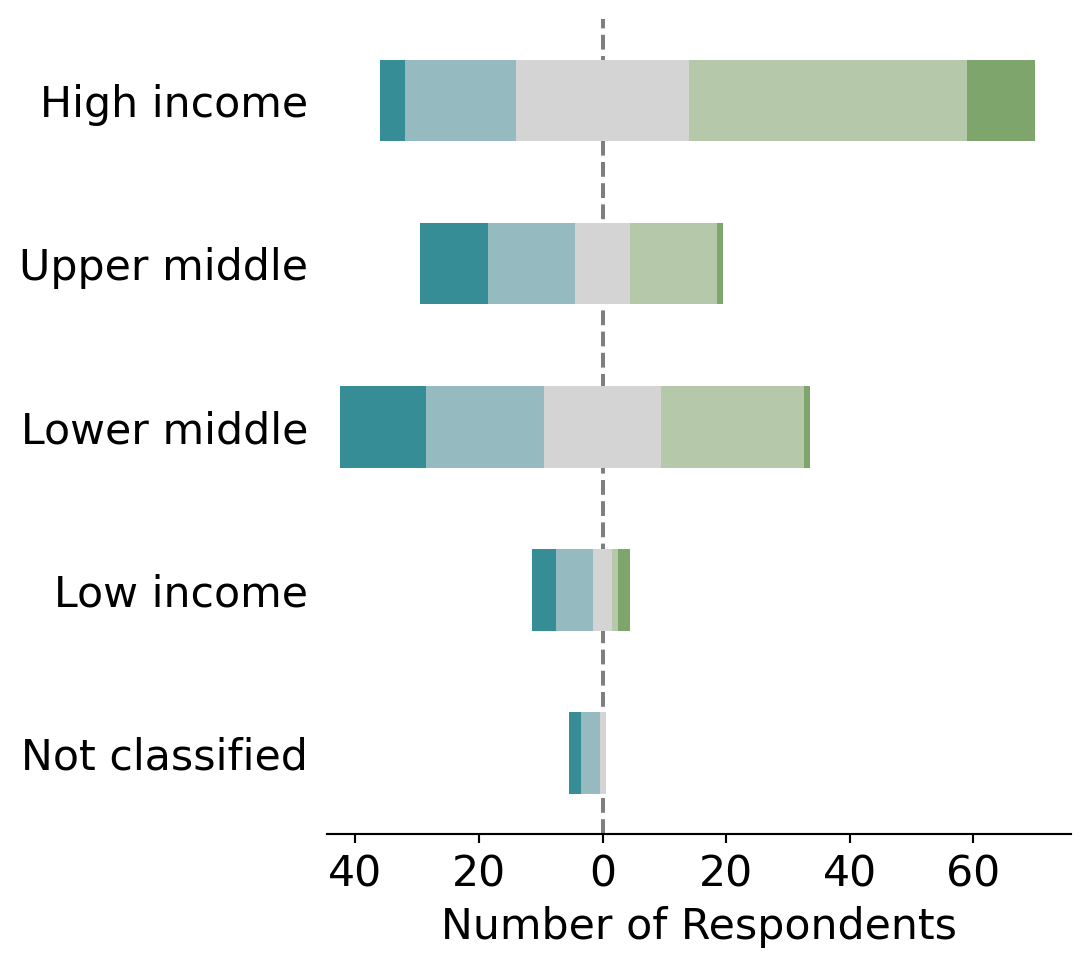 High income
Upper middle
Lower middle
Low income
Not classified
40 20 0 20 40 60
Number of Respondents